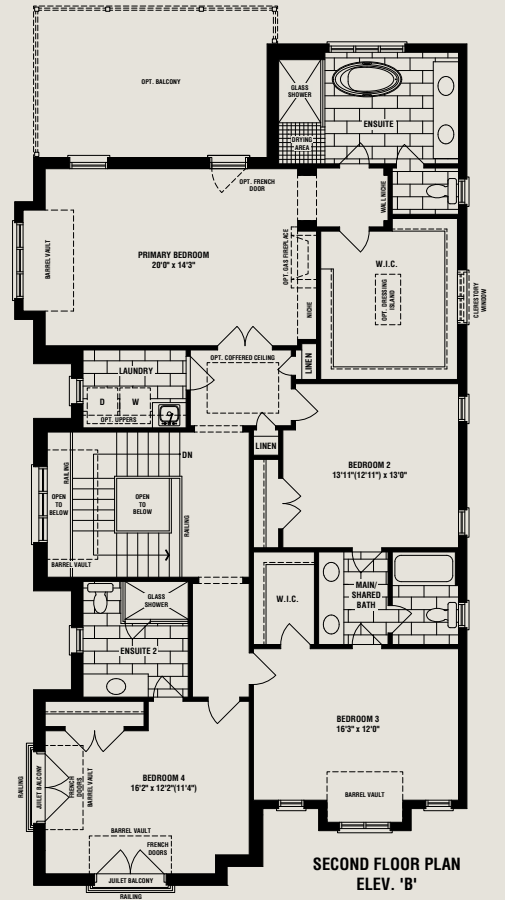 OPT. BALCONY
GLASS
SHOWER
ENSUITE
DRYING
AREA
OPT. FRENCH
DOOR
WALL NICHE
BARREL VAULT
PRIMARY BEDROOM
20'0" x 14'3"
OPT. GAS FIREPLACE
NICHE
W.I.C.
OPT. DRESSING
ISLAND
CLERESTORY
WINDOW
OPT. COFFERED CEILING
LINEN
LAUNDRY
D
W
OPT. UPPERS
LINEN
BEDROOM 2
13'11"(12'11") x 13'0"
DN
RAILING
OPEN
TO
BELOW
OPEN
TO
BELOW
RAILING
BARREL VAULT
GLASS
SHOWER
ENSUITE 2
W.I.C.
MAIN/
SHARED
BATH
BEDROOM 3
16'3" x 12'0"
BARREL VAULT
BEDROOM 4
16'2" x 12'2"(11'4")
RAILING
JUILET BALCONY
FRENCH
DOORS
BARREL VAULT
BARREL VAULT
FRENCH
DOORS
JUILET BALCONY
RAILING
SECOND FLOOR PLAN
ELEV. 'B'